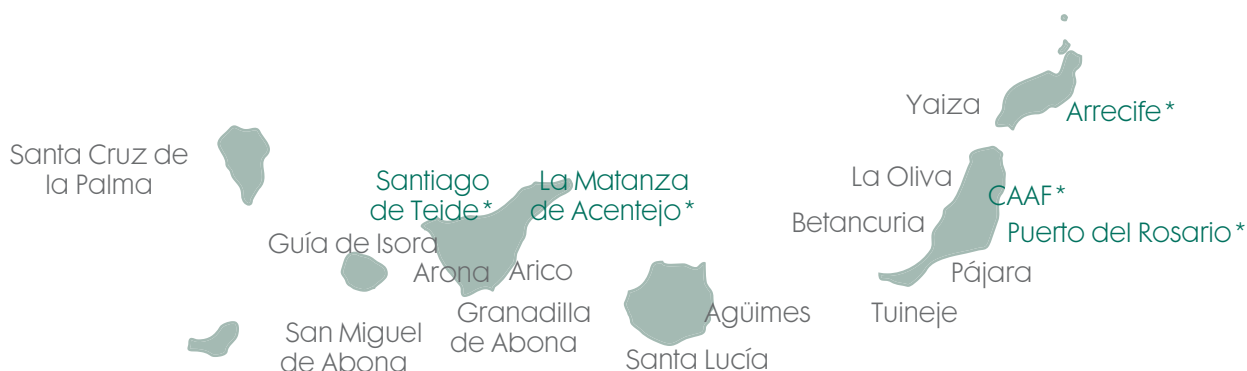 Yaiza
Arrecife*
Santa Cruz de
la Palma
Santiago
de Teide*
La Matanza
de Acentejo*
La Oliva
CAAF*
Betancuria
Puerto del Rosario*
Guía de Isora
Arona
Arico
Pájara
Granadilla
de Abona
Agüimes
Tuineje
San Miguel
de Abona
Santa Lucía